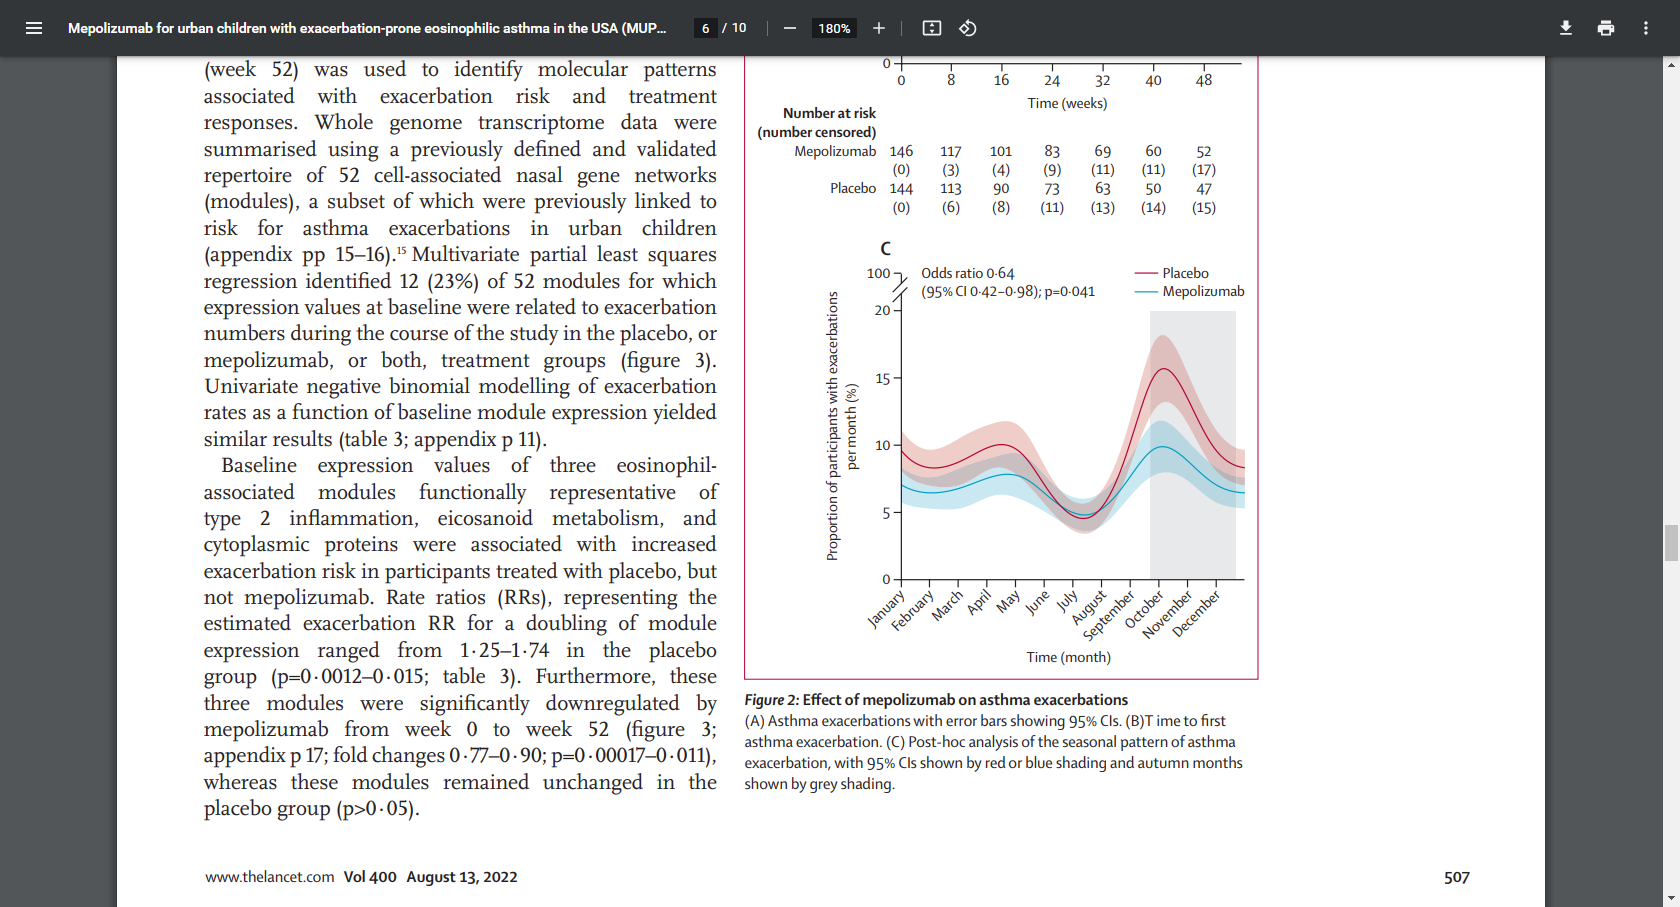 Mepolizumab for urban children with exacerbation-prone eosinophilic asthma in the USA (MUP...
6 / 10
180%
(week 52) was used to identify molecular patterns
associated with exacerbation risk and treatment
responses. Whole genome transcriptome data were
summarised using a previously defined and validated
repertoire of 52 cell-associated nasal gene networks
(modules), a subset of which were previously linked to
risk for asthma exacerbations in urban children
(appendix pp 15–16).15 Multivariate partial least squares
regression identified 12 (23%) of 52 modules for which
expression values at baseline were related to exacerbation
numbers during the course of the study in the placebo, or
mepolizumab, or both, treatment groups (figure 3).
Univariate negative binomial modelling of exacerbation
rates as a function of baseline module expression yielded
similar results (table 3; appendix p 11).
Baseline expression values of three eosinophil-
associated modules functionally representative of
type 2 inflammation, eicosanoid metabolism, and
cytoplasmic proteins were associated with increased
exacerbation risk in participants treated with placebo, but
not mepolizumab. Rate ratios (RRs), representing the
estimated exacerbation RR for a doubling of module
expression ranged from 1·25–1·74 in the placebo
group (p=0·0012–0·015; table 3). Furthermore, these
three modules were significantly downregulated by
mepolizumab from week 0 to week 52 (figure 3;
appendix p 17; fold changes 0·77–0·90; p=0·00017–0·011),
whereas these modules remained unchanged in the
placebo group (p>0·05).
0
0 8 16 24 32 40 48
Time (weeks)
Number at risk
(number censored)
Mepolizumab 146 117 101 83 69 60 52
(0) (3) (4) (9) (11) (11) (17)
Placebo 144 113 90 73 63 50 47
(0) (6) (8) (11) (13) (14) (15)
C
Odds ratio 0·64
(95% CI 0·42–0·98); p=0·041
Placebo
Mepolizumab
100
20
15
10
5
0
Proportion of participants with exacerbations
per month (%)
January
February
March
April
May
June
July
August
September
October
November
December
Time (month)
Figure 2: Effect of mepolizumab on asthma exacerbations
(A) Asthma exacerbations with error bars showing 95% CIs. (B)T ime to first
asthma exacerbation. (C) Post-hoc analysis of the seasonal pattern of asthma
exacerbation, with 95% CIs shown by red or blue shading and autumn months
shown by grey shading.
www.thelancet.com Vol 400 August 13, 2022
507